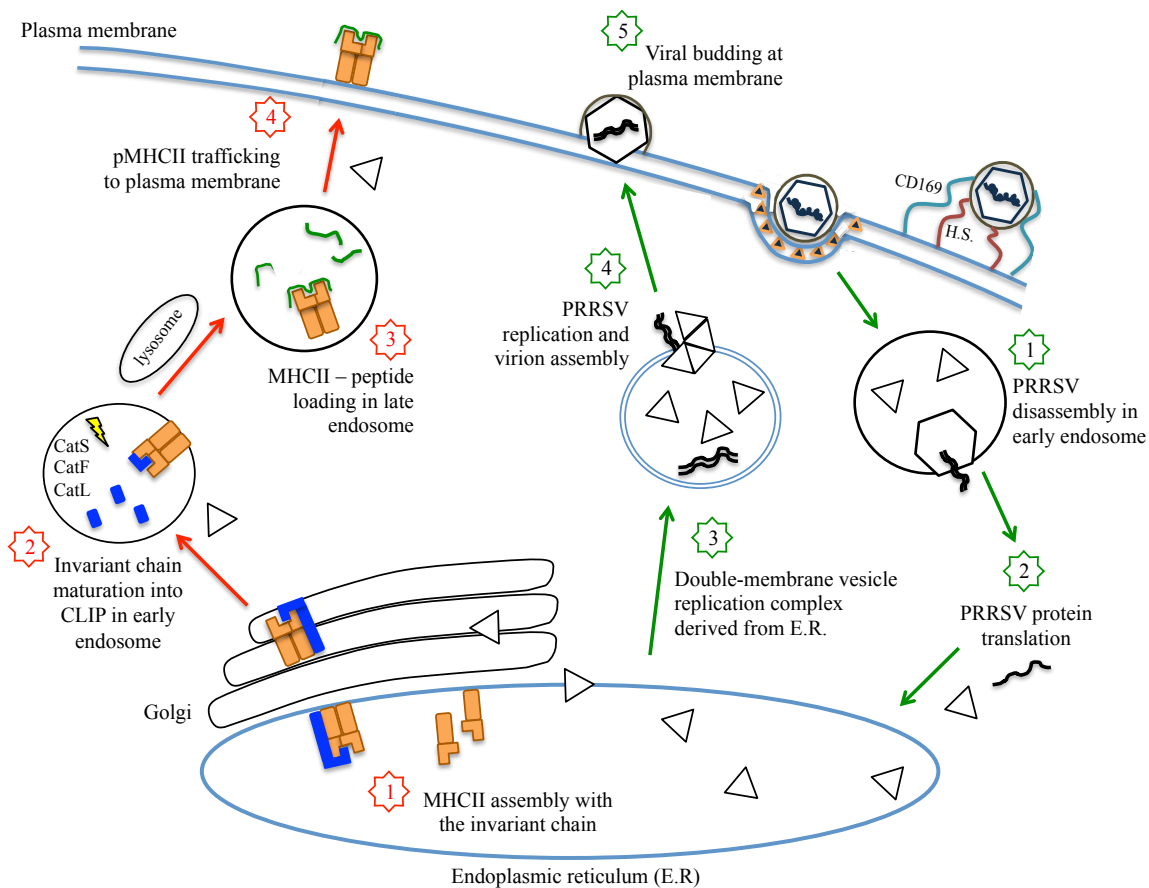 Plasma membrane
5
Viral budding at
plasma membrane
4
pMHCII trafficking
to plasma membrane
CD169
H.S.
4
PRRSV
replication and
virion assembly
lysosome
3
MHCII – peptide
loading in late
endosome
1
PRRSV
disassembly in
early endosome
CatS
CatF
CatL
2
Invariant chain
maturation into
CLIP in early
endosome
3
Double-membrane vesicle
replication complex
derived from E.R.
2
PRRSV protein
translation
Golgi
1
MHCII assembly with
the invariant chain
Endoplasmic reticulum (E.R)